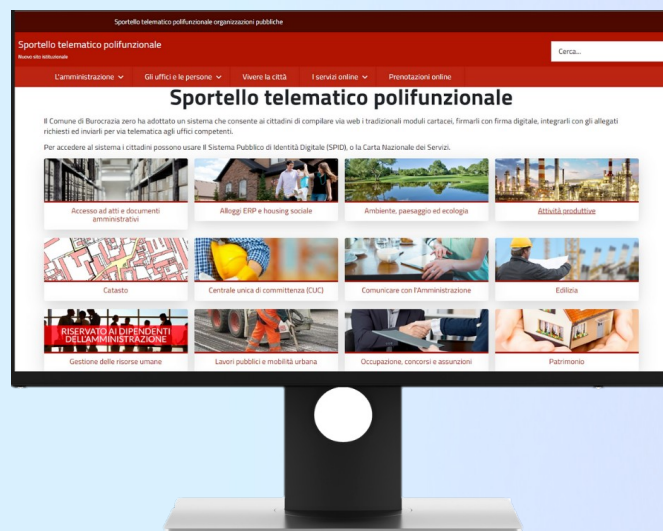 Sportello telematico polifunzionale organizzazioni pubbliche
Sportello telematico polifunzionale
Nuovo sito istituzionale
Cerca...
L'amministrazione
Gli uffici e le persone
Vivere la città
I servizi online
Prenotazioni online
Sportello telematico polifunzionale
Il Comune di Burocrazia zero ha adottato un sistema che consente ai cittadini di compilare via web i tradizionali moduli cartacei, firmarli con firma digitale, integrarli con gli allegati
richiesti ed inviarli per via telematica agli uffici competenti.
Per accedere al sistema i cittadini possono usare Il Sistema Pubblico di Identità Digitale (SPID), o la Carta Nazionale dei Servizi.
Accesso ad atti e documenti
amministrativi
Alloggi ERP e housing sociale
Ambiente, paesaggio ed ecologia
Attività produttive
Catasto
Centrale unica di committenza (CUC)
Comunicare con l'Amministrazione
Edilizia
RISERVATO AI DIPENDENTI
DELL'AMMINISTRAZIONE
Gestione delle risorse umane
Lavori pubblici e mobilità urbana
Occupazione, concorsi e assunzioni
Patrimonio